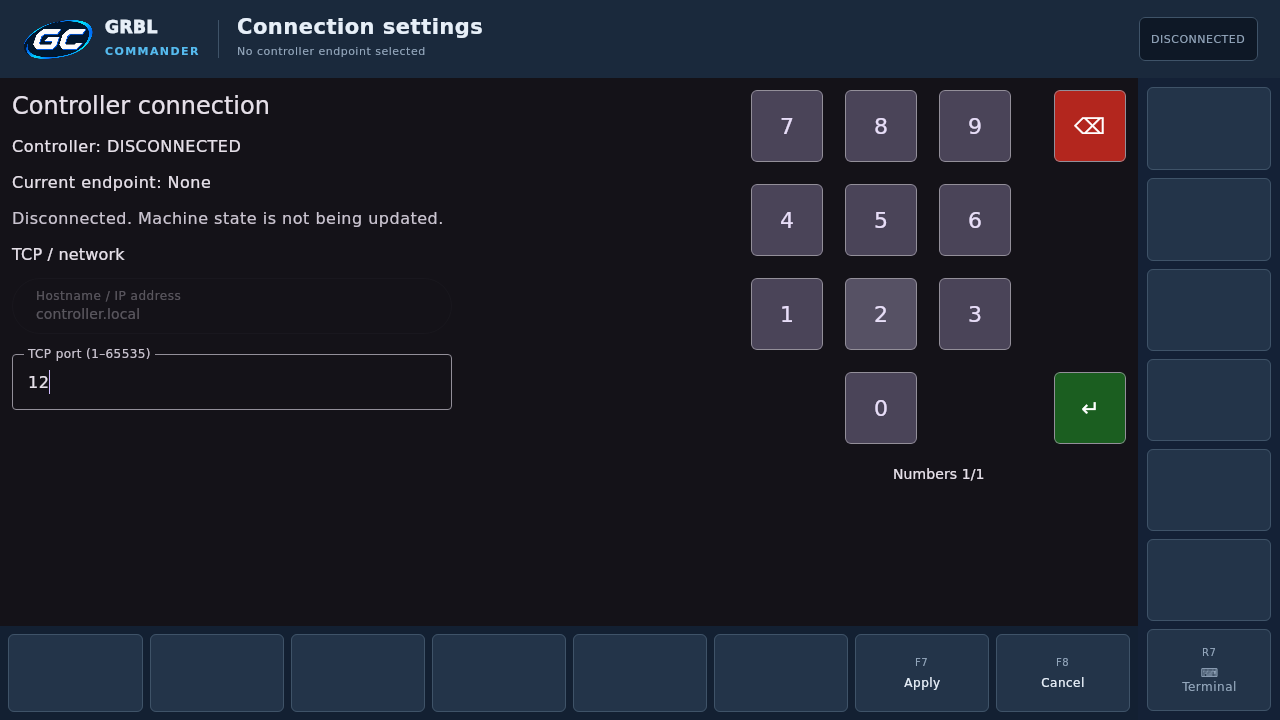 GC
GRBL
COMMANDER
Connection settings
No controller endpoint selected
DISCONNECTED
Controller connection
Controller: DISCONNECTED
Current endpoint: None
Disconnected. Machine state is not being updated.
TCP / network
Hostname / IP address
controller.local
TCP port (1–65535)
12
7 8 9 ⌫
4 5 6
1 2 3
0 ↵
Numbers 1/1
F7
Apply
F8
Cancel
R7
⌨
Terminal